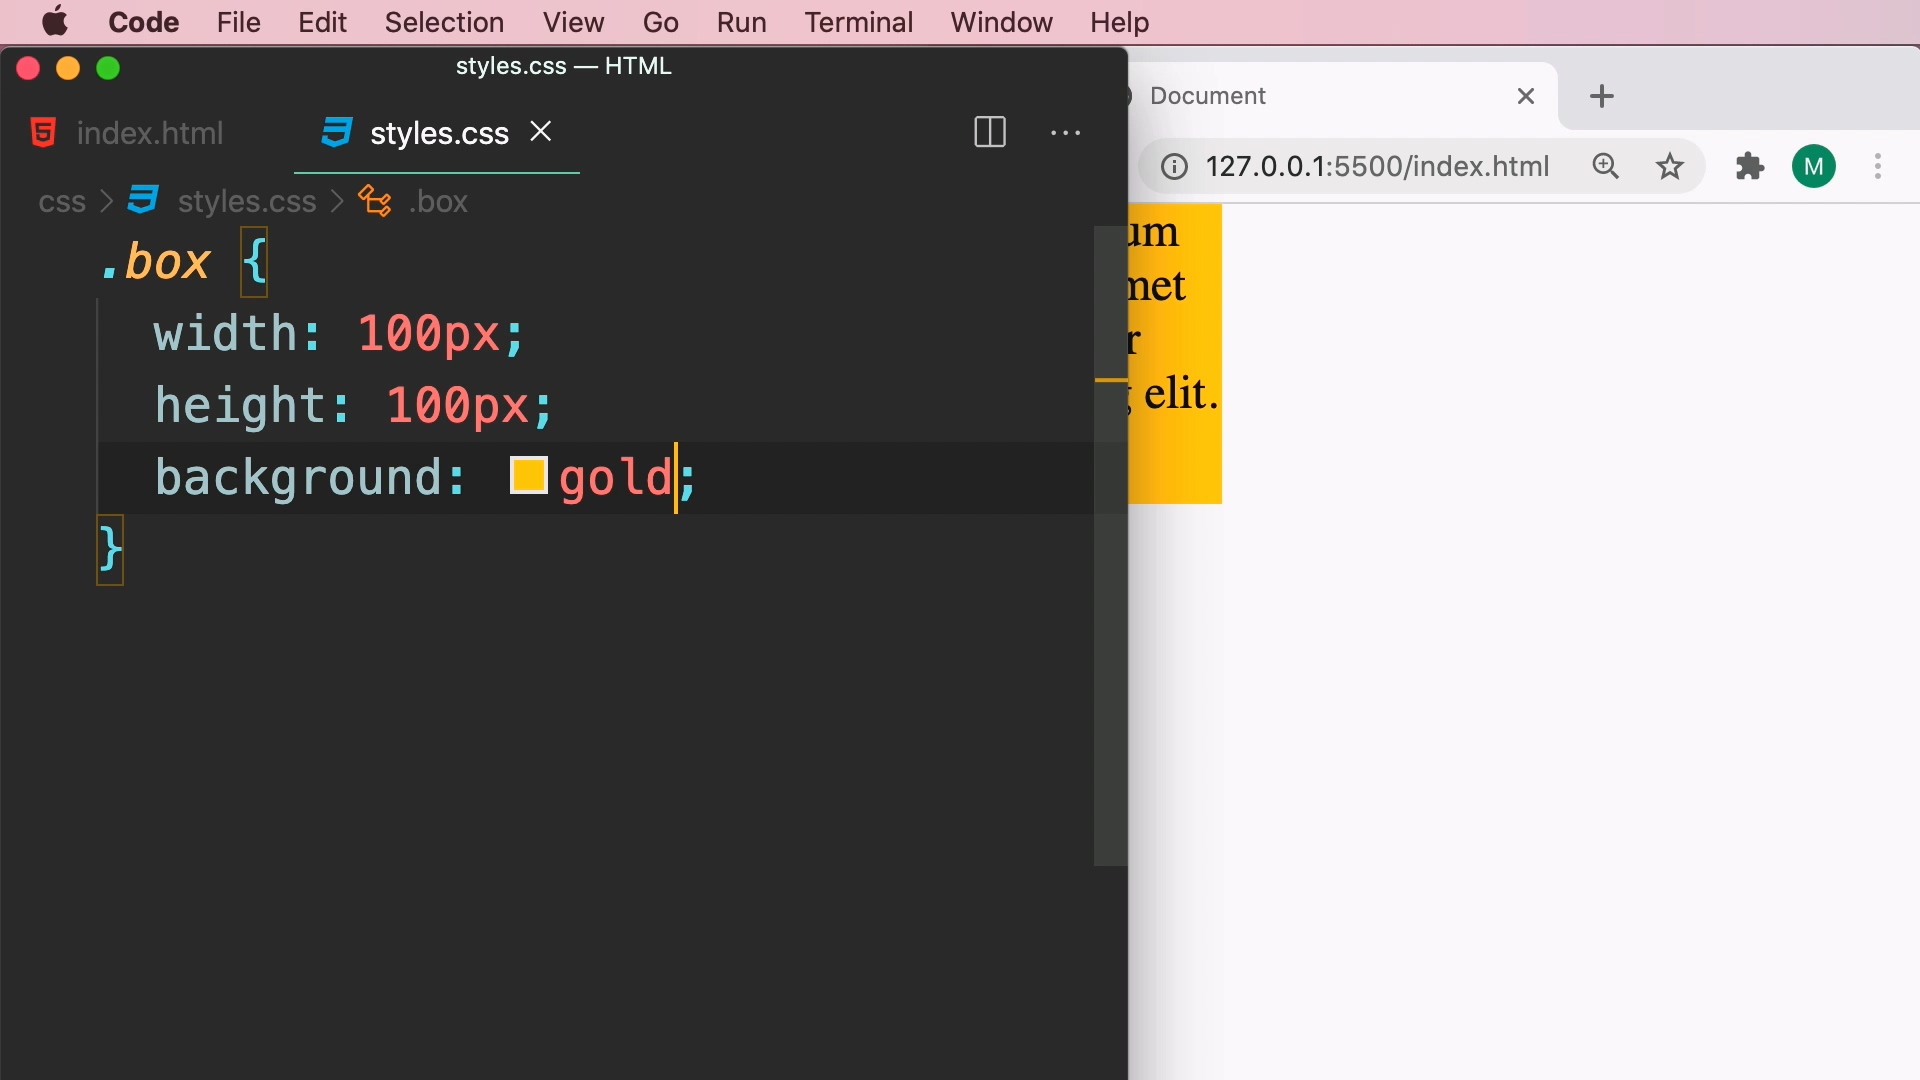 Code File Edit Selection View Go Run Terminal Window Help
styles.css — HTML
index.html styles.css
css > styles.css > .box
.box {
width: 100px;
height: 100px;
background: gold;
}
Document
127.0.0.1:5500/index.html
M
um
met
r
elit.